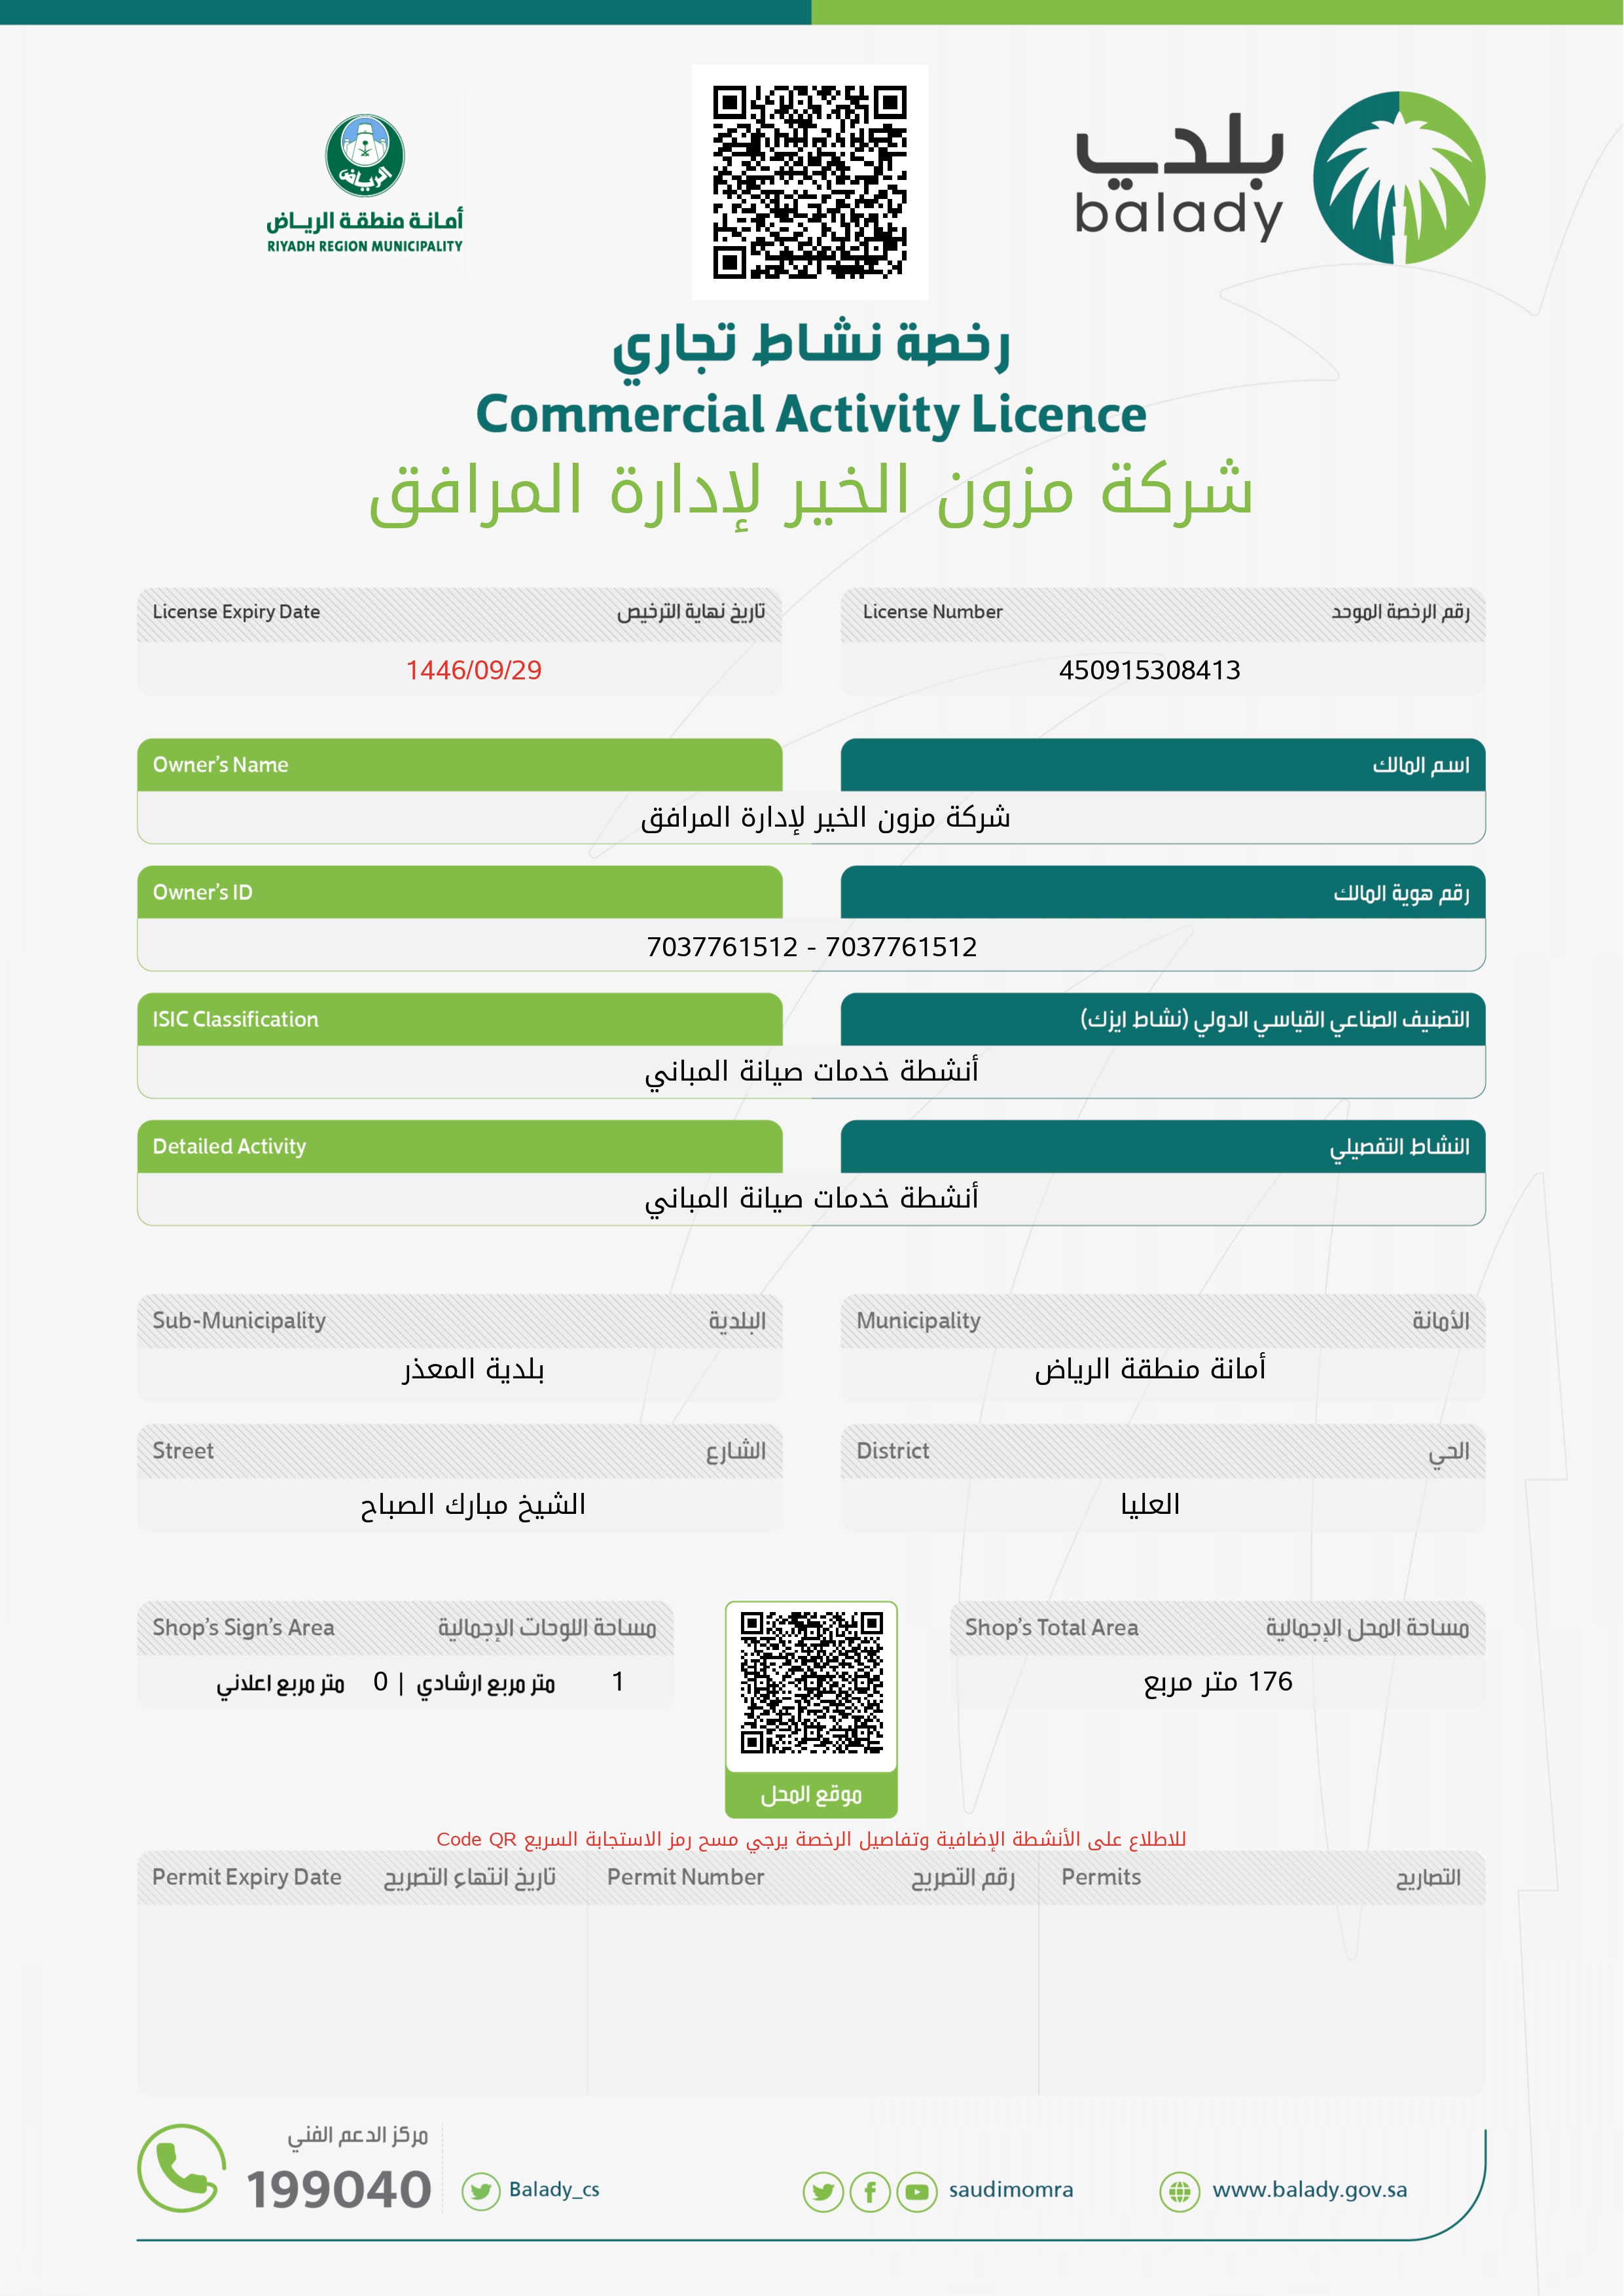 أمانة منطقة الرياض
RIYADH REGION MUNICIPALITY
الرياض
بلدي
balady
رخصة نشاط تجاري
Commercial Activity Licence
شركة مزون الخير لإدارة المرافق
رقم الرخصة الموحد License Number
450915308413
تاريخ نهاية الترخيص License Expiry Date
1446/09/29
اسم المالك Owner's Name
شركة مزون الخير لإدارة المرافق
رقم هوية المالك Owner's ID
7037761512 - 7037761512
التصنيف الصناعي القياسي الدولي (نشاط ايزك) ISIC Classification
أنشطة خدمات صيانة المباني
النشاط التفصيلي Detailed Activity
أنشطة خدمات صيانة المباني
الأمانة Municipality
أمانة منطقة الرياض
البلدية Sub-Municipality
بلدية المعذر
الحي District
العليا
الشارع Street
الشيخ مبارك الصباح
مساحة المحل الإجمالية Shop's Total Area
176 متر مربع
مساحة اللوحات الإجمالية Shop's Sign's Area
1 متر مربع ارشادي | 0 متر مربع اعلاني
موقع المحل
للاطلاع على الأنشطة الإضافية وتفاصيل الرخصة يرجي مسح رمز الاستجابة السريع Code QR
التصاريح Permits
رقم التصريح Permit Number
تاريخ انتهاء التصريح Permit Expiry Date
مركز الدعم الفني
199040
Balady_cs
saudimomra
www.balady.gov.sa